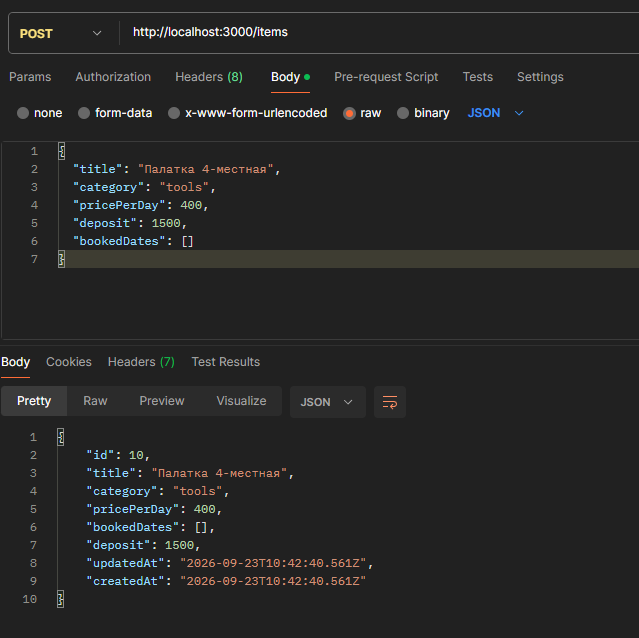 POST http://localhost:3000/items
Params Authorization Headers (8) Body Pre-request Script Tests Settings
none form-data x-www-form-urlencoded raw binary JSON
1 {
2 "title": "Палатка 4-местная",
3 "category": "tools",
4 "pricePerDay": 400,
5 "deposit": 1500,
6 "bookedDates": []
7 }
Body Cookies Headers (7) Test Results
Pretty Raw Preview Visualize JSON
1 {
2 "id": 10,
3 "title": "Палатка 4-местная",
4 "category": "tools",
5 "pricePerDay": 400,
6 "bookedDates": [],
7 "deposit": 1500,
8 "updatedAt": "2026-09-23T10:42:40.561Z",
9 "createdAt": "2026-09-23T10:42:40.561Z"
10 }